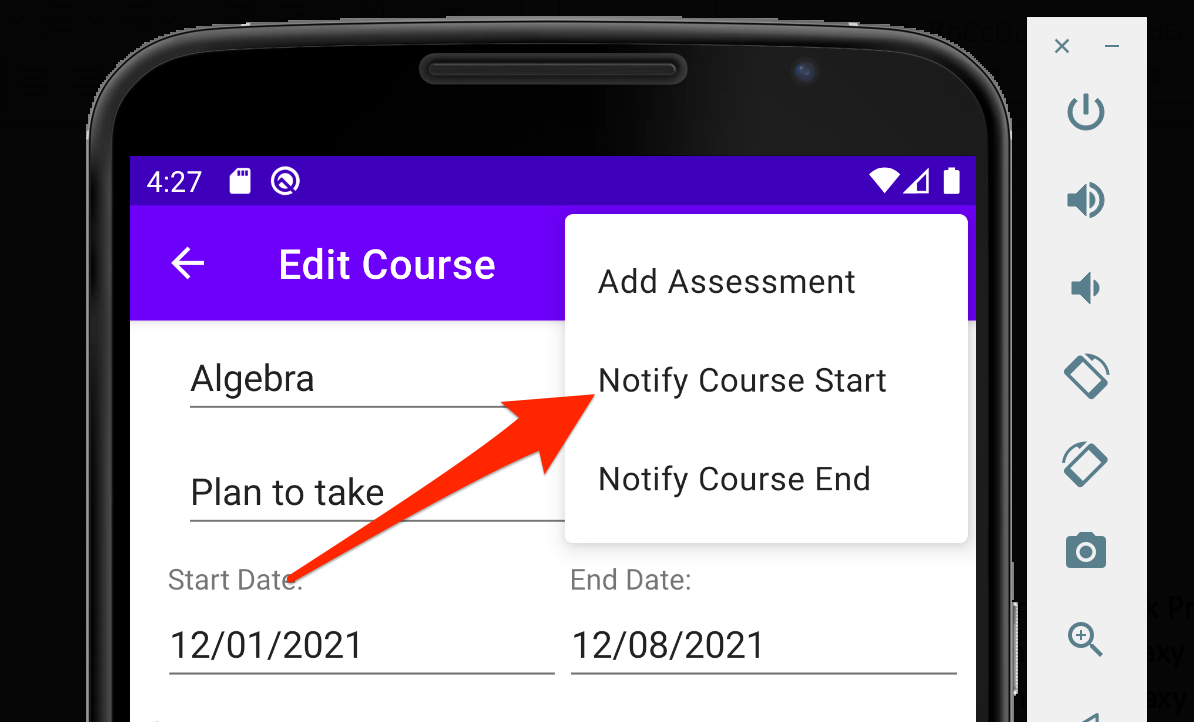 4:27
Edit Course
Add Assessment
Notify Course Start
Notify Course End
Algebra
Plan to take
Start Date:
End Date:
12/01/2021
12/08/2021